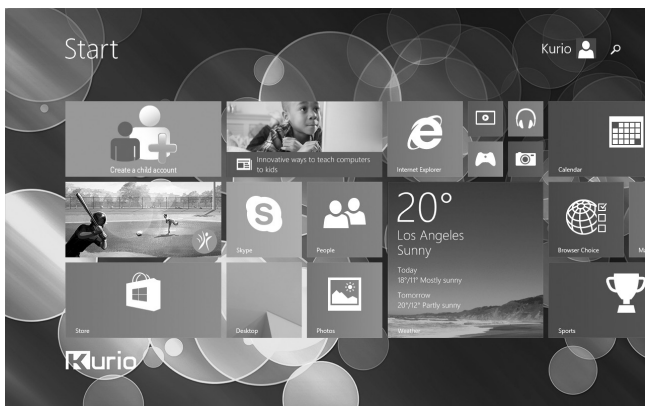 Start
Kurio
Create a child account
Innovative ways to teach computers
to kids
Internet Explorer
Calendar
Skype
People
20°
Los Angeles
Sunny
Today
18°/11° Mostly sunny
Tomorrow
20°/12° Partly sunny
Weather
Browser Choice
Store
Desktop
Photos
Sports
Kurio